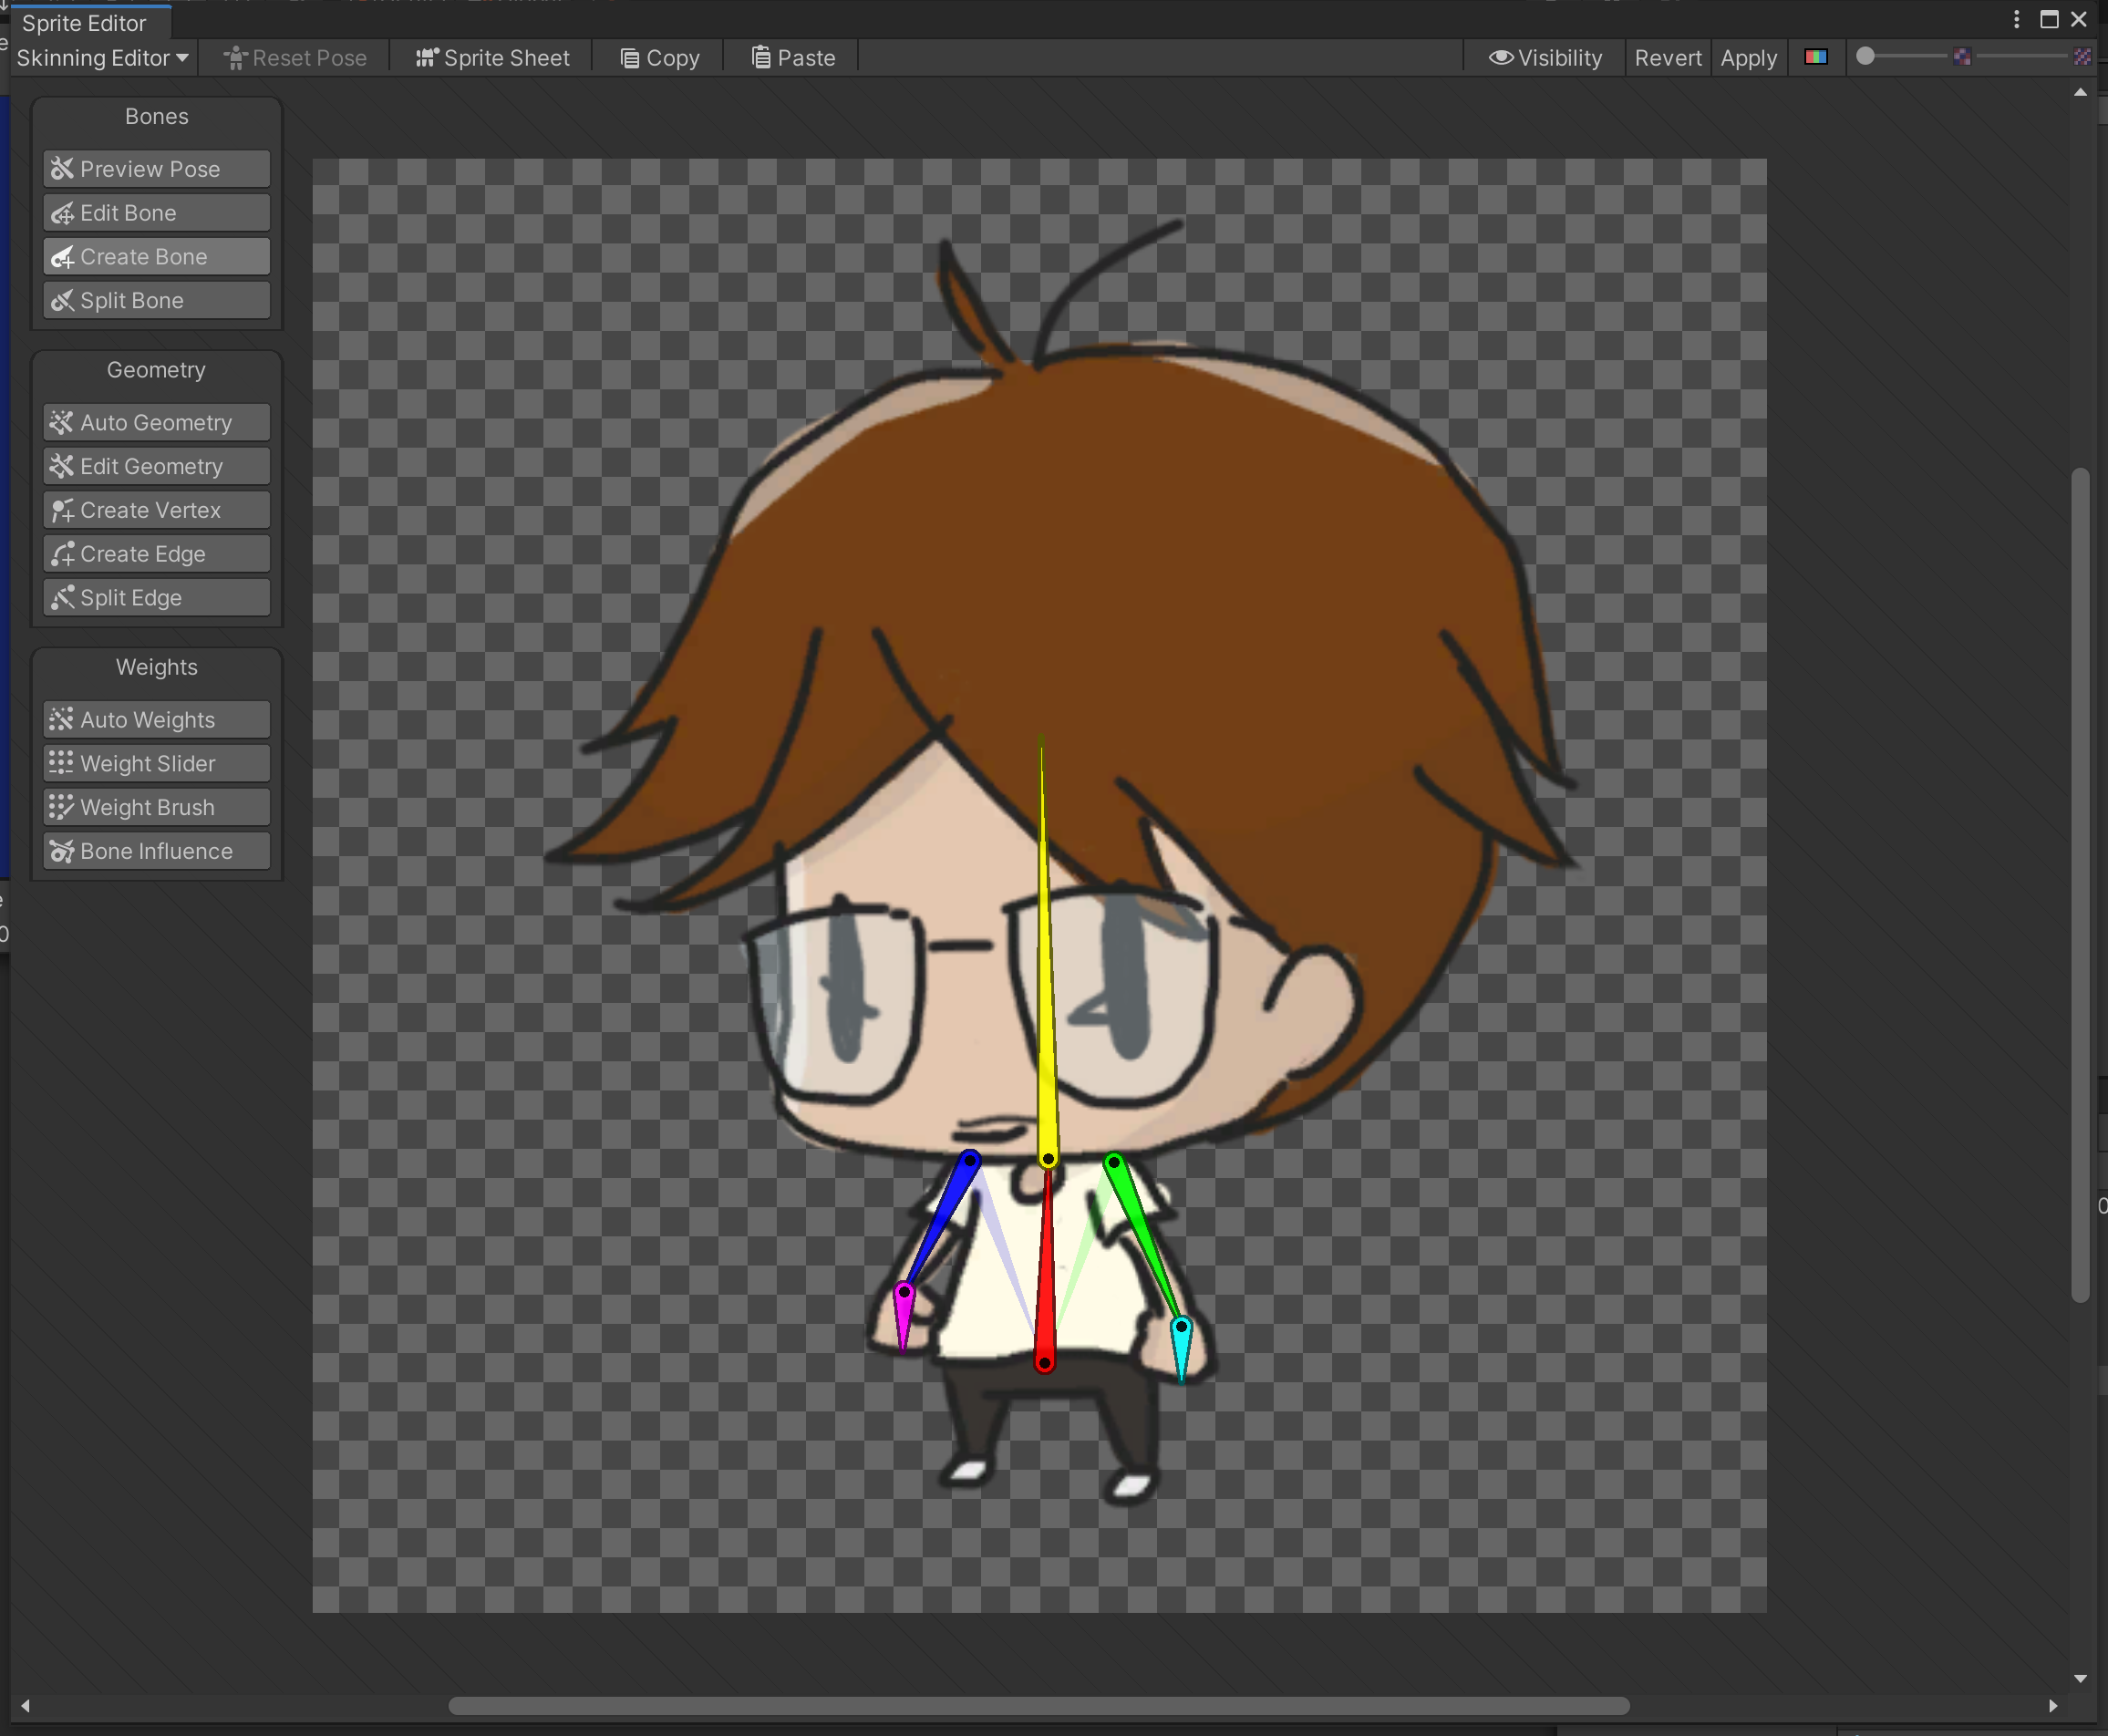 Sprite Editor
Skinning Editor Reset Pose Sprite Sheet Copy Paste Visibility Revert Apply
Bones
Preview Pose
Edit Bone
Create Bone
Split Bone
Geometry
Auto Geometry
Edit Geometry
Create Vertex
Create Edge
Split Edge
Weights
Auto Weights
Weight Slider
Weight Brush
Bone Influence